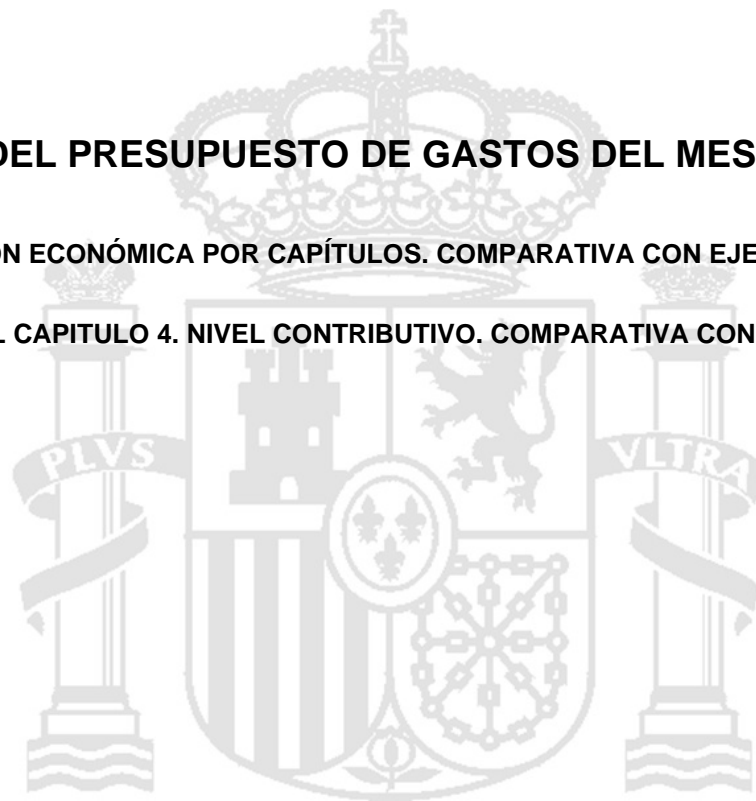 DEL PRESUPUESTO DE GASTOS DEL MES
ÓN ECONÓMICA POR CAPÍTULOS. COMPARATIVA CON EJE
L CAPITULO 4. NIVEL CONTRIBUTIVO. COMPARATIVA CON
PLVS
VLTRA